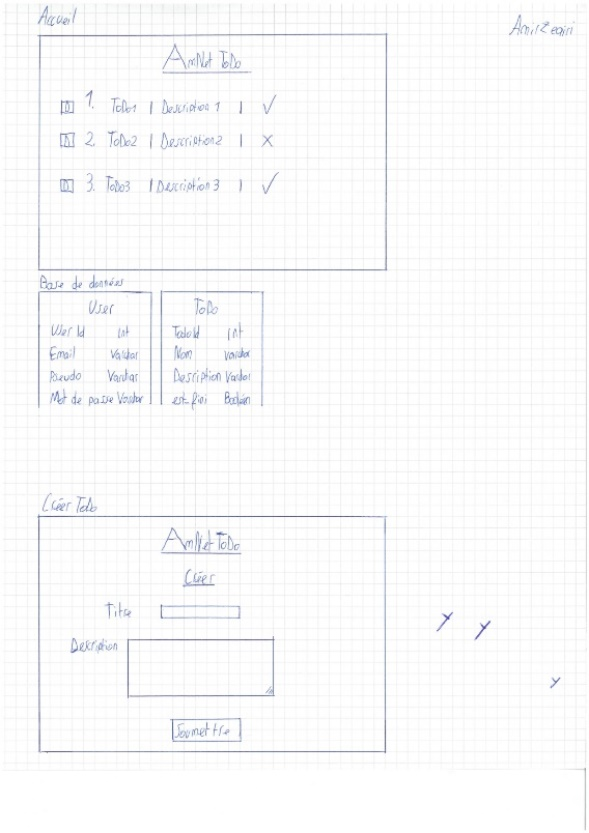 Accueil
Amir Zegiri
AmNet ToDo
1. ToDo1 | Description 1 | ✓
2. ToDo2 | Description2 | X
3. ToDo3 | Description 3 | ✓
Base de données
User
User Id int
Email Varchar
Pseudo Varchar
Mot de passe Varchar
ToDo
TodoId int
Nom varchar
Description Varchar
est_fini Boolean
Créer ToDo
AmNet ToDo
Créer
Titre
Description
Soumettre